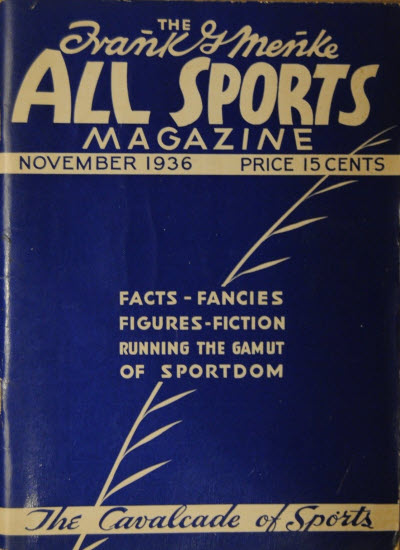 THE
Frank G Menke
ALL SPORTS
MAGAZINE
NOVEMBER 1936 PRICE 15 CENTS
FACTS - FANCIES
FIGURES - FICTION
RUNNING THE GAMUT
OF SPORTDOM
The Cavalcade of Sports